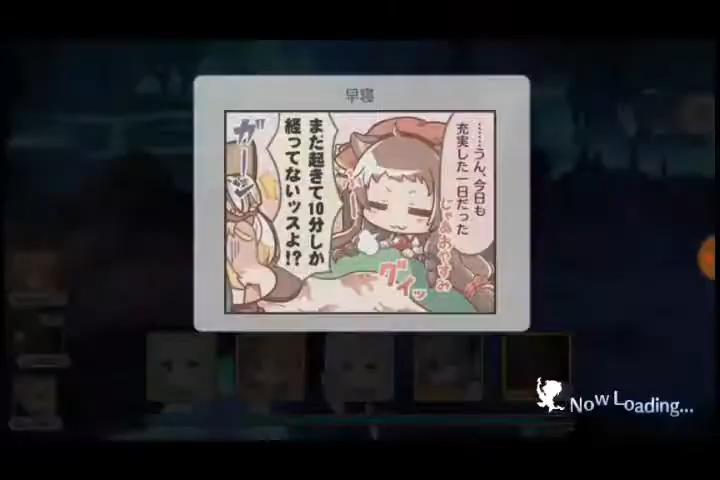 早寝
……うん、今日も
充実した一日だった
じゃあおやすみ
グイッ
まだ起きて10分しか
経ってないッスよ!?
ガーン
Now Loading...